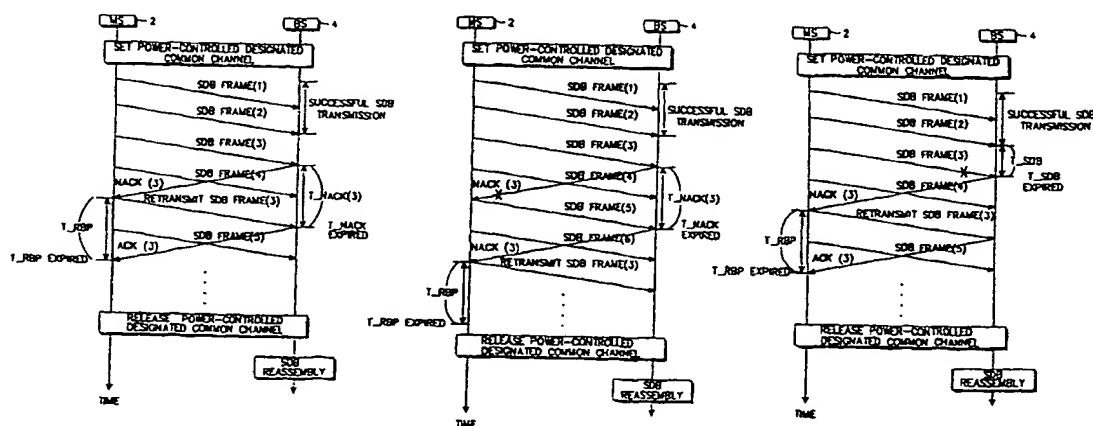 MS 2
BS 4
SET POWER-CONTROLLED DESIGNATED
COMMON CHANNEL
SDB FRAME(1)
SDB FRAME(2)
SUCCESSFUL SDB
TRANSMISSION
SDB FRAME(3)
SDB FRAME(4)
NACK (3)
T_NACK(3)
RETRANSMIT SDB FRAME(3)
T_RBP
T_NACK
EXPIRED
SDB FRAME(5)
ACK (3)
T_RBP EXPIRED
RELEASE POWER-CONTROLLED
DESIGNATED COMMON CHANNEL
SDB
REASSEMBLY
TIME
MS 2
BS 4
SET POWER-CONTROLLED DESIGNATED
COMMON CHANNEL
SDB FRAME(1)
SDB FRAME(2)
SUCCESSFUL SDB
TRANSMISSION
SDB FRAME(3)
SDB FRAME(4)
NACK (3)
T_NACK(3)
SDB FRAME(5)
T_NACK
EXPIRED
SDB FRAME(6)
NACK (3)
RETRANSMIT SDB FRAME(3)
T_RBP
T_RBP EXPIRED
RELEASE POWER-CONTROLLED
DESIGNATED COMMON CHANNEL
SDB
REASSEMBLY
TIME
MS 2
BS 4
SET POWER-CONTROLLED DESIGNATED
COMMON CHANNEL
SDB FRAME(1)
SDB FRAME(2)
SUCCESSFUL SDB
TRANSMISSION
SDB FRAME(3)
T_SDB
T_SDB
EXPIRED
SDB FRAME(4)
NACK (3)
RETRANSMIT SDB FRAME(3)
T_RBP
SDB FRAME(5)
ACK (3)
T_RBP EXPIRED
RELEASE POWER-CONTROLLED
DESIGNATED COMMON CHANNEL
SDB
REASSEMBLY
TIME